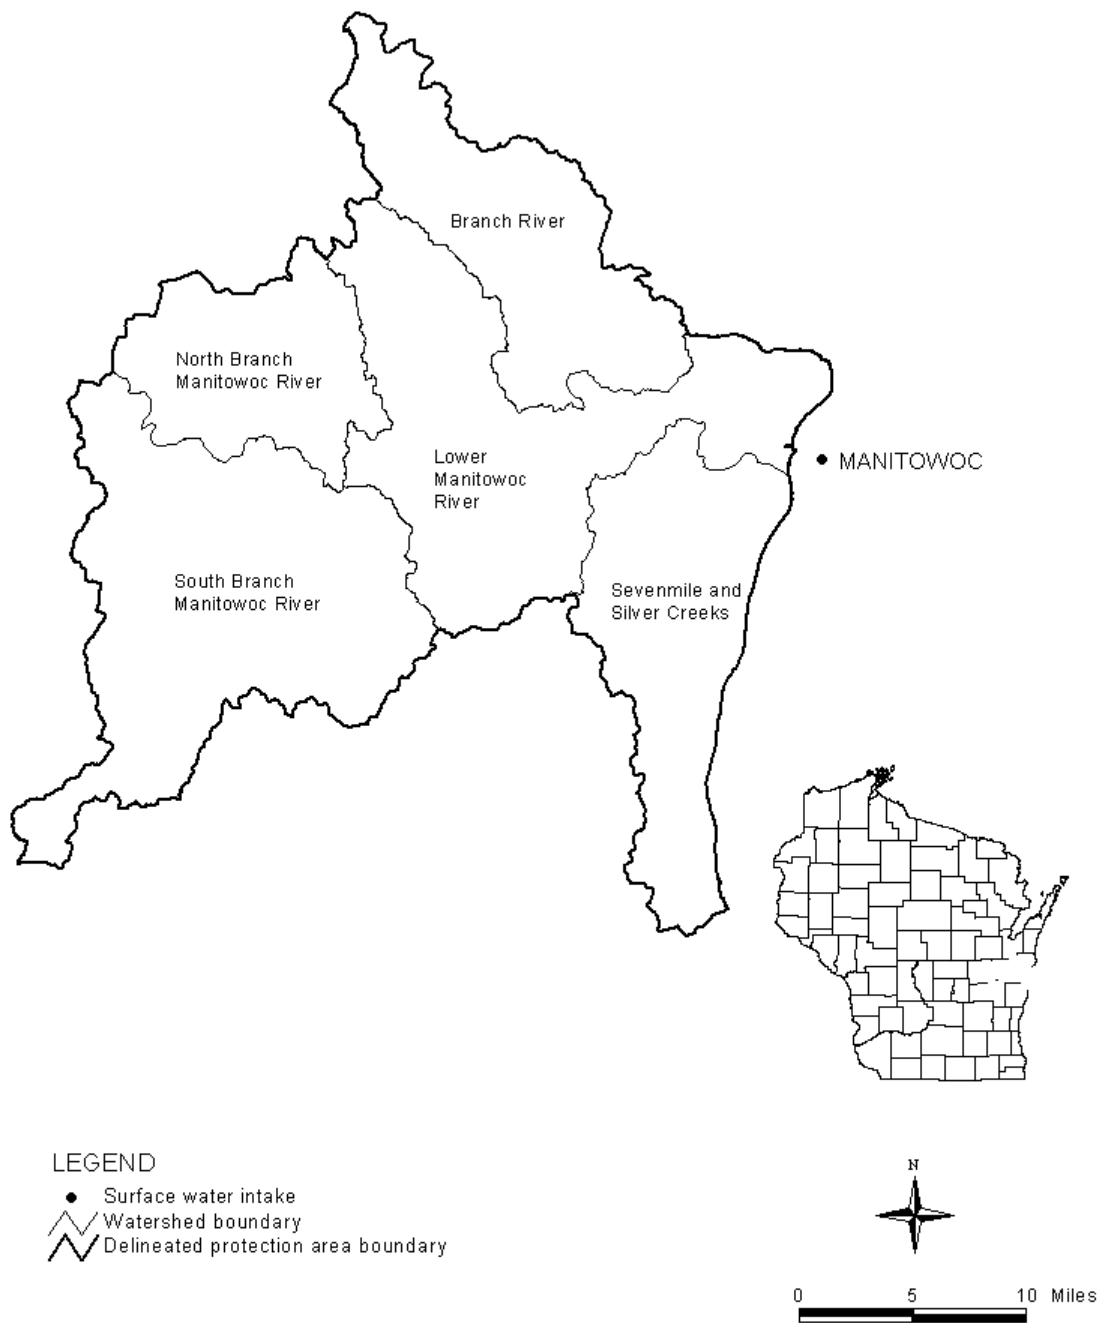 Branch River
North Branch
Manitowoc River
Lower
Manitowoc
River
MANITOWOC
South Branch
Manitowoc River
Sevenmile and
Silver Creeks
LEGEND
Surface water intake
Watershed boundary
Delineated protection area boundary
N
0 5 10 Miles